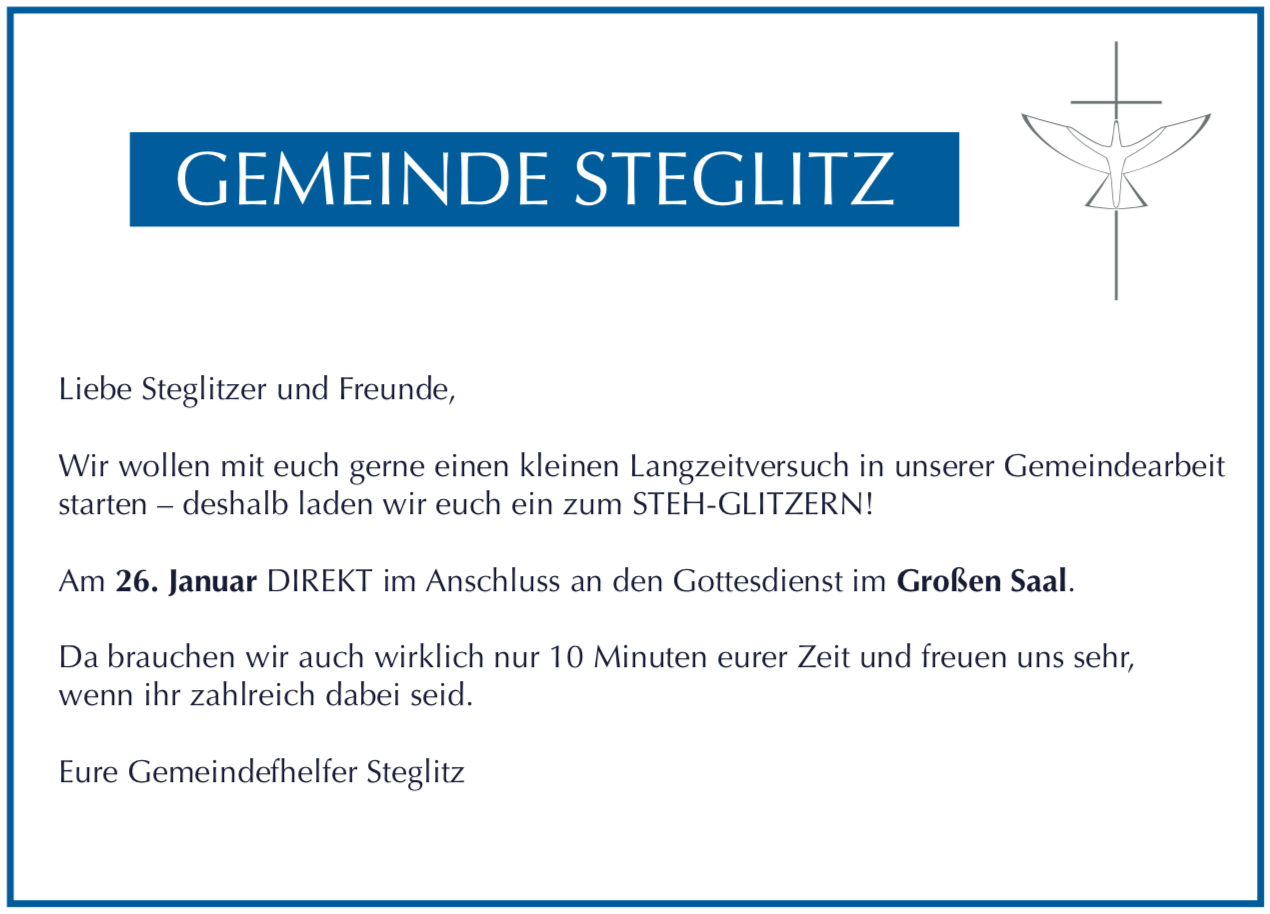 GEMEINDE STEGLITZ
Liebe Steglitzer und Freunde,
Wir wollen mit euch gerne einen kleinen Langzeitversuch in unserer Gemeindearbeit
starten – deshalb laden wir euch ein zum STEH-GLITZERN!
Am 26. Januar DIREKT im Anschluss an den Gottesdienst im Großen Saal.
Da brauchen wir auch wirklich nur 10 Minuten eurer Zeit und freuen uns sehr,
wenn ihr zahlreich dabei seid.
Eure Gemeindefhelfer Steglitz